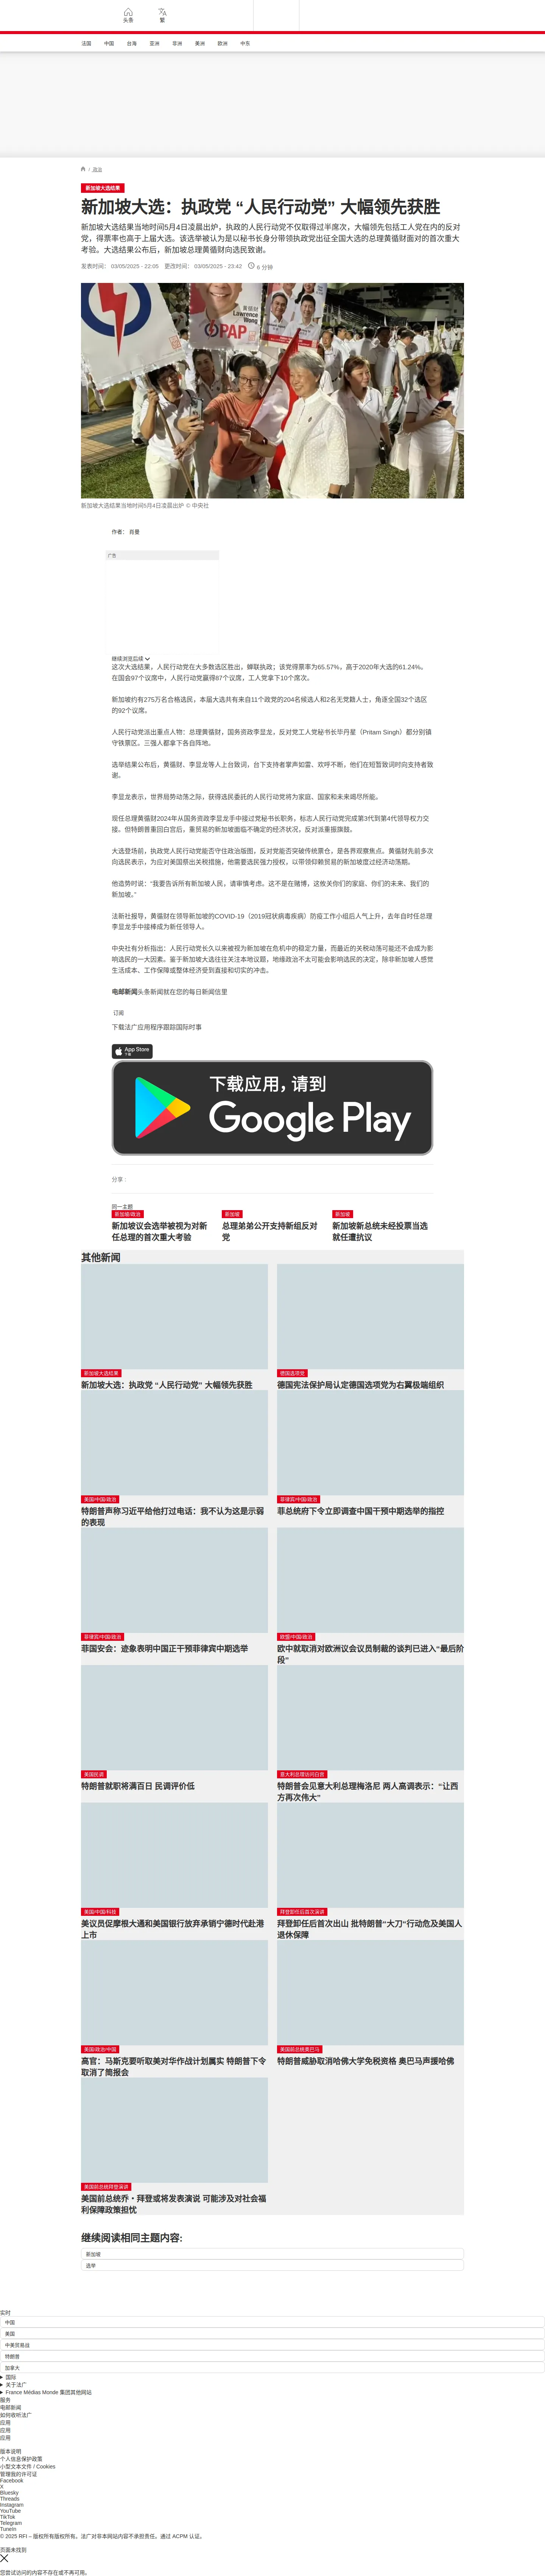 头条
繁
法国
中国
台海
亚洲
非洲
美洲
欧洲
中东
/ 政治
新加坡大选结果
新加坡大选：执政党 “人民行动党” 大幅领先获胜
新加坡大选结果当地时间5月4日凌晨出炉，执政的人民行动党不仅取得过半席次，大幅领先包括工人党在内的反对
党，得票率也高于上届大选。该选举被认为是以秘书长身分带领执政党出征全国大选的总理黄循财面对的首次重大
考验。大选结果公布后，新加坡总理黄循财向选民致谢。
发表时间： 03/05/2025 - 22:05 更改时间： 03/05/2025 - 23:42 6 分钟
黄循财
Lawrence
Wong
PAP
新加坡大选结果当地时间5月4日凌晨出炉 © 中央社
作者： 肖曼
广告
继续浏览后续
这次大选结果，人民行动党在大多数选区胜出，蝉联执政；该党得票率为65.57%，高于2020年大选的61.24%。
在国会97个议席中，人民行动党赢得87个议席，工人党拿下10个席次。
新加坡约有275万名合格选民，本届大选共有来自11个政党的204名候选人和2名无党籍人士，角逐全国32个选区
的92个议席。
人民行动党派出重点人物：总理黄循财，国务资政李显龙。反对党工人党秘书长毕丹星（Pritam Singh）都分别镇
守铁票区。三强人都拿下各自阵地。
选举结果公布后，黄循财、李显龙等人上台致词，台下支持者掌声如雷、欢呼不断，他们在短暂致词时向支持者致
谢。
李显龙表示，世界局势动荡之际，获得选民委托的人民行动党将为家庭、国家和未来竭尽所能。
现任总理黄循财2024年从国务资政李显龙手中接过党秘书长职务，标志人民行动党完成第3代到第4代领导权力交
接。但特朗普重回白宫后，重贸易的新加坡面临不确定的经济状况，反对派重振旗鼓。
大选登场前，执政党人民行动党能否守住政治版图，反对党能否突破传统票仓，是各界观察焦点。黄循财先前多次
向选民表示，为应对美国祭出关税措施，他需要选民强力授权，以带领仰赖贸易的新加坡度过经济动荡期。
他造势时说：“我要告诉所有新加坡人民，请审慎考虑。这不是在赌博，这攸关你们的家庭、你们的未来、我们的
新加坡。”
法新社报导，黄循财在领导新加坡的COVID-19（2019冠状病毒疾病）防疫工作小组后人气上升，去年自时任总理
李显龙手中接棒成为新任领导人。
中央社有分析指出：人民行动党长久以来被视为新加坡在危机中的稳定力量，而最近的关税动荡可能还不会成为影
响选民的一大因素。鉴于新加坡大选往往关注本地议题，地缘政治不太可能会影响选民的决定，除非新加坡人感觉
生活成本、工作保障或整体经济受到直接和切实的冲击。
电邮新闻头条新闻就在您的每日新闻信里
订阅
下载法广应用程序跟踪国际时事
App Store
下载
下载应用，请到
Google Play
分享 :
同一主题
新加坡/政治
新加坡议会选举被视为对新
任总理的首次重大考验
新加坡
总理弟弟公开支持新组反对
党
新加坡
新加坡新总统未经投票当选
就任遭抗议
其他新闻
新加坡大选结果
新加坡大选：执政党 “人民行动党” 大幅领先获胜
德国选项党
德国宪法保护局认定德国选项党为右翼极端组织
美国/中国/政治
特朗普声称习近平给他打过电话：我不认为这是示弱
的表现
菲律宾/中国/政治
菲总统府下令立即调查中国干预中期选举的指控
菲律宾/中国/政治
菲国安会：迹象表明中国正干预菲律宾中期选举
欧盟/中国/政治
欧中就取消对欧洲议会议员制裁的谈判已进入“最后阶
段”
美国民调
特朗普就职将满百日 民调评价低
意大利总理访问白宫
特朗普会见意大利总理梅洛尼 两人高调表示：“让西
方再次伟大”
美国/中国/科技
美议员促摩根大通和美国银行放弃承销宁德时代赴港
上市
拜登卸任后首次演讲
拜登卸任后首次出山 批特朗普“大刀”行动危及美国人
退休保障
美国/政治/中国
高官：马斯克要听取美对华作战计划属实 特朗普下令
取消了简报会
美国前总统奥巴马
特朗普威胁取消哈佛大学免税资格 奥巴马声援哈佛
美国前总统拜登演讲
美国前总统乔・拜登或将发表演说 可能涉及对社会福
利保障政策担忧
继续阅读相同主题内容:
新加坡
选举
实时
中国
美国
中美贸易战
特朗普
加拿大
国际
关于法广
France Médias Monde 集团其他网站
服务
电邮新闻
如何收听法广
应用
应用
应用
版本说明
个人信息保护政策
小型文本文件 / Cookies
管理我的许可证
Facebook
X
Bluesky
Threads
Instagram
YouTube
TikTok
Telegram
TuneIn
© 2025 RFI – 版权所有版权所有。法广对非本网站内容不承担责任。通过 ACPM 认证。
页面未找到
您尝试访问的内容不存在或不再可用。